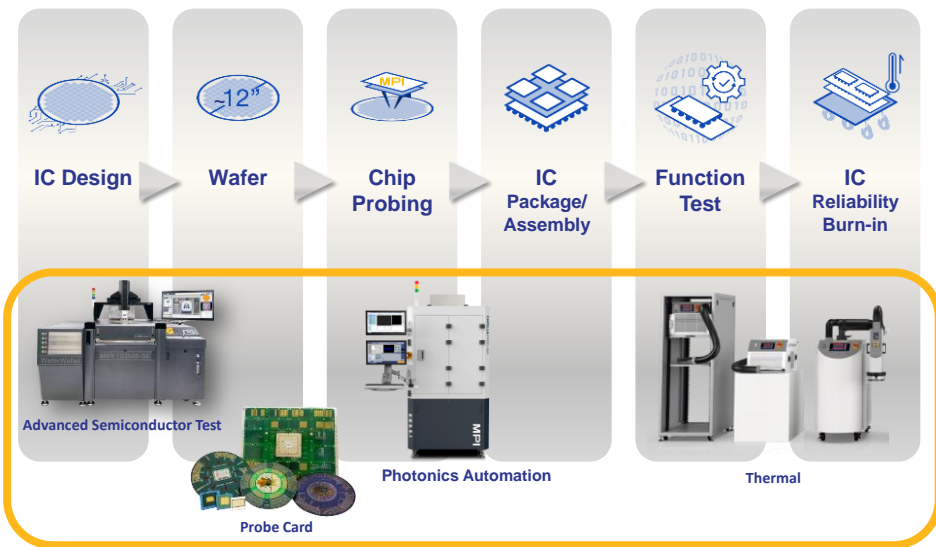 ~12”
MPI
IC Design
Wafer
Chip
Probing
IC
Package/
Assembly
Function
Test
IC
Reliability
Burn-in
Advanced Semiconductor Test
Probe Card
MPI
Photonics Automation
Thermal